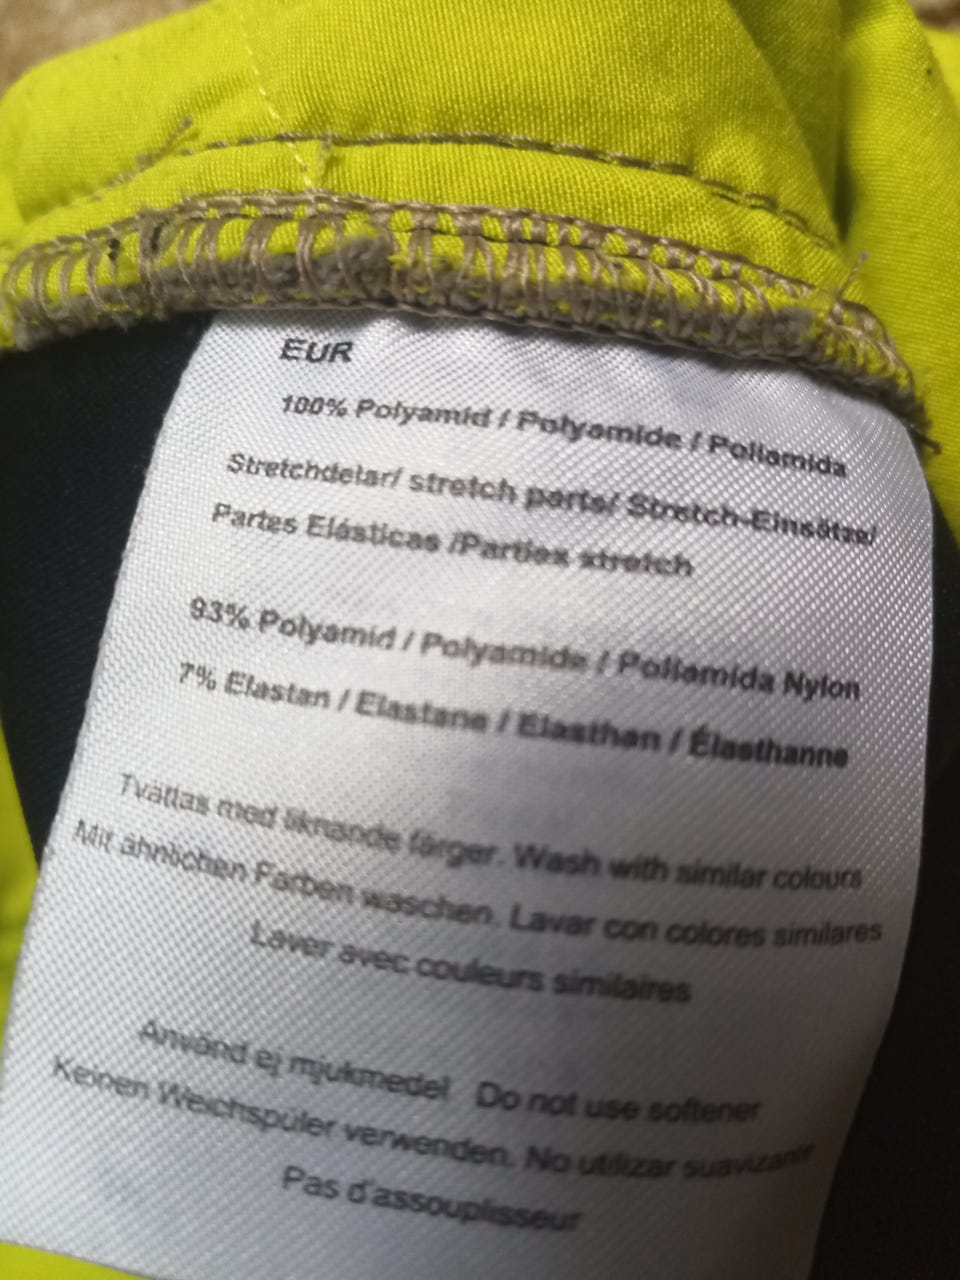 EUR
100% Polyamid / Polyamide / Poliamida
Stretchdelar/ stretch parts/ Stretch-Einsätze/
Partes Elásticas /Parties stretch
93% Polyamid / Polyamide / Poliamida Nylon
7% Elastan / Elastane / Elasthan / Élasthanne
Tvättas med liknande färger. Wash with similar colours
Mit ähnlichen Farben waschen. Lavar con colores similares
Laver avec couleurs similaires
Använd ej mjukmedel Do not use softener
Keinen Weichspüler verwenden. No utilizar suavizante
Pas d'assouplisseur